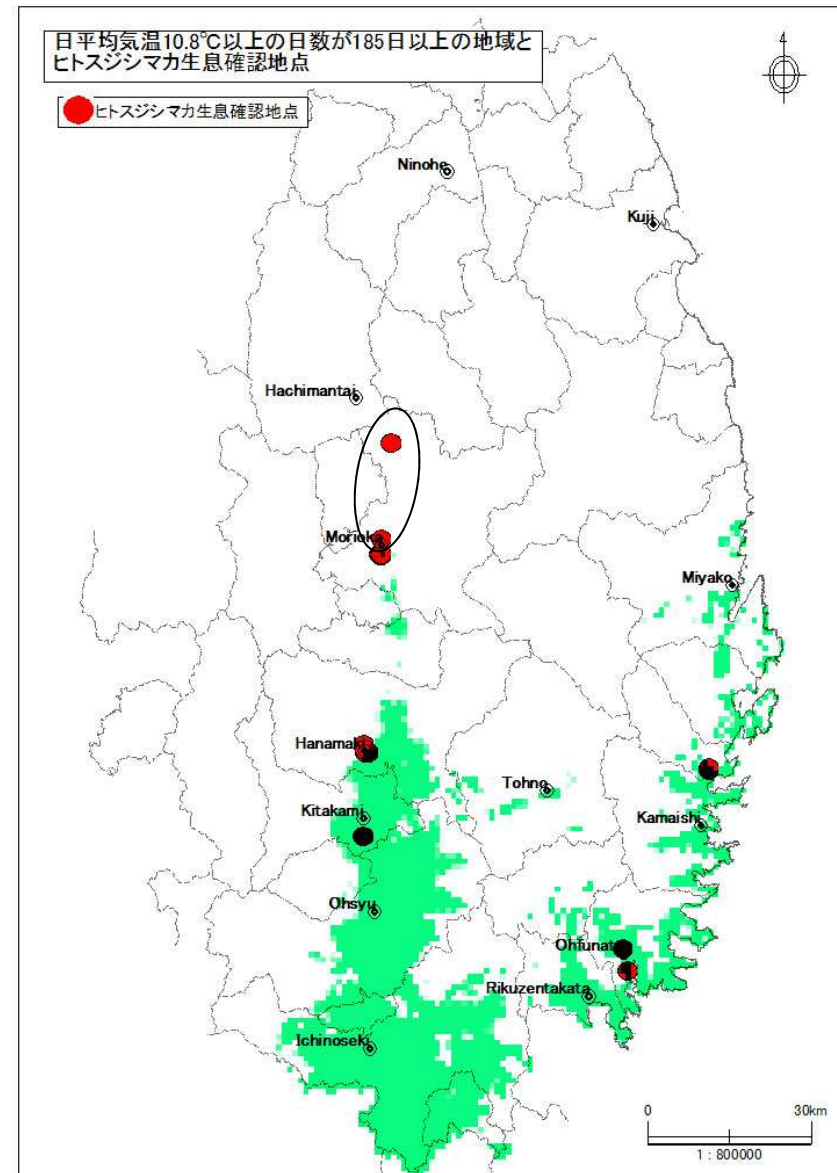 日平均気温10.8℃以上の日数が185日以上の地域と
ヒトスジシマカ生息確認地点
ヒトスジシマカ生息確認地点
Ninohe
Kuji
Hachimantai
Morioka
Miyako
Hanamaki
Tohno
Kitakami
Kamaishi
Ohsyu
Ohfunat
Rikuzentakata
Ichinoseki
0 30km
1 : 800000